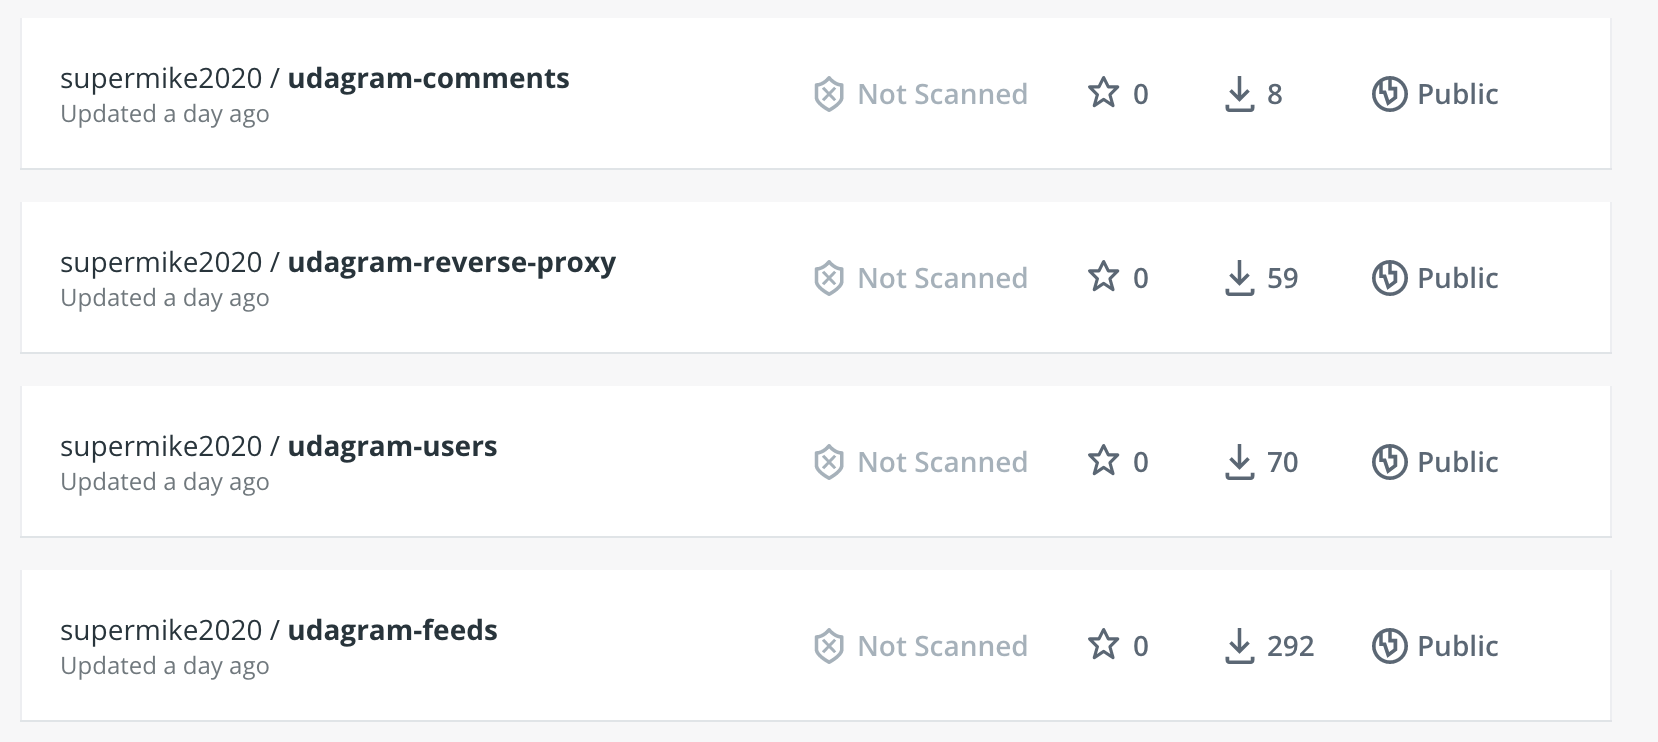 supermike2020 / udagram-comments
Updated a day ago
Not Scanned
0
8
Public
supermike2020 / udagram-reverse-proxy
Updated a day ago
Not Scanned
0
59
Public
supermike2020 / udagram-users
Updated a day ago
Not Scanned
0
70
Public
supermike2020 / udagram-feeds
Updated a day ago
Not Scanned
0
292
Public